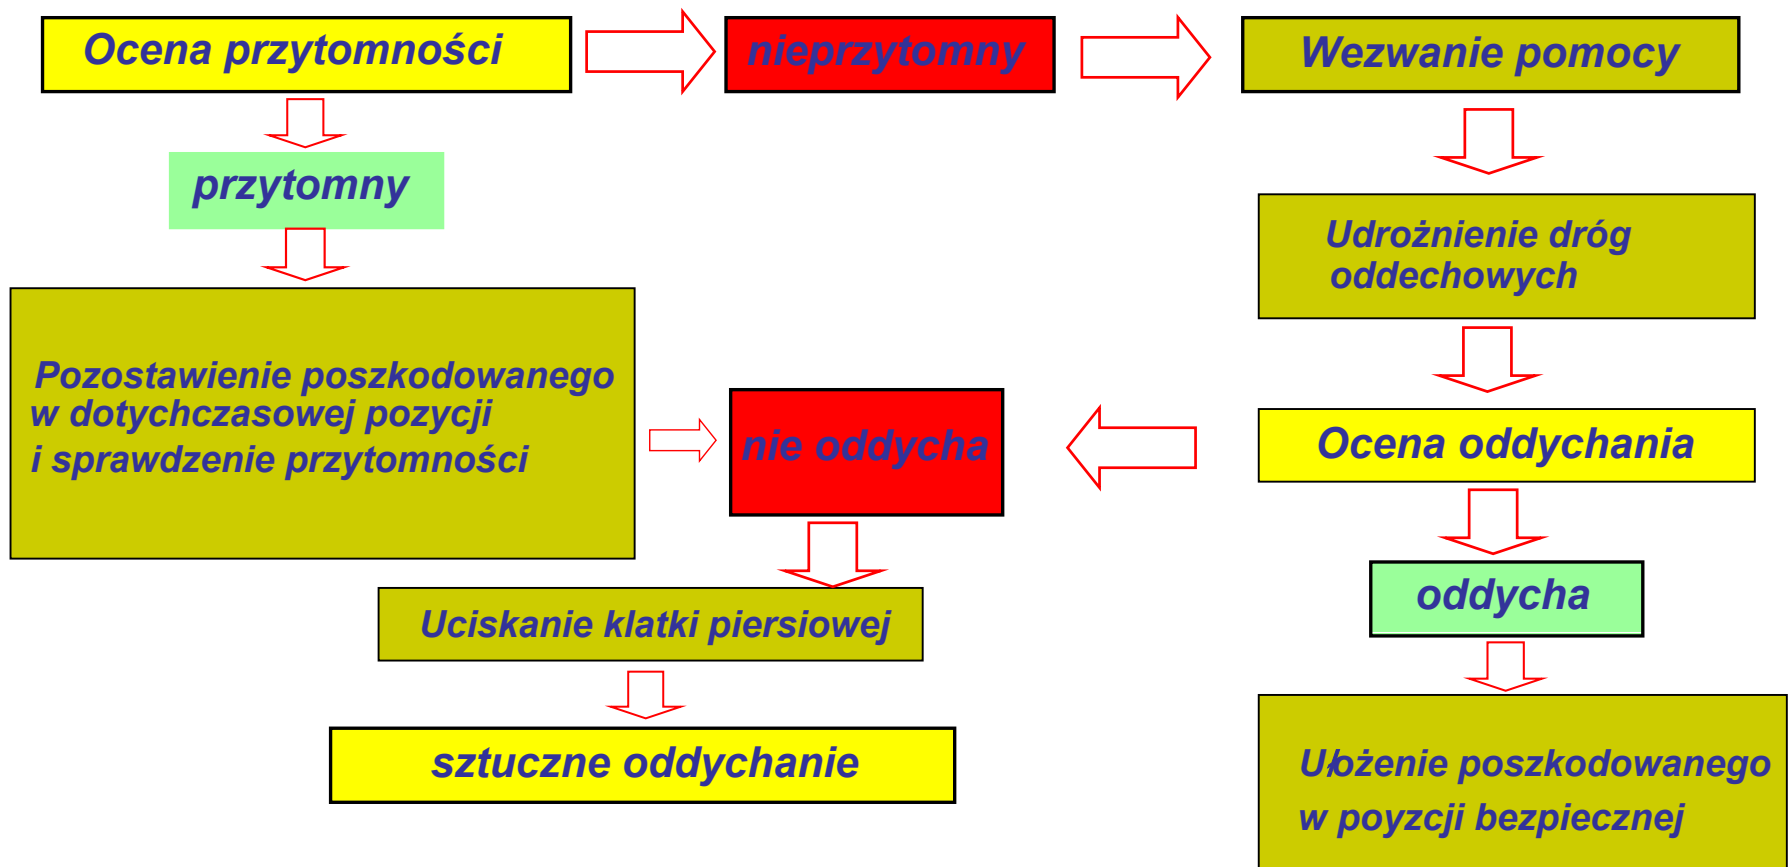 Ocena przytomności
nieprzytomny
Wezwanie pomocy
przytomny
Udrożnienie dróg
oddechowych
Pozostawienie poszkodowanego
w dotychczasowej pozycji
i sprawdzenie przytomności
nie oddycha
Ocena oddychania
oddycha
Uciskanie klatki piersiowej
sztuczne oddychanie
Ułożenie poszkodowanego
w poyzcji bezpiecznej